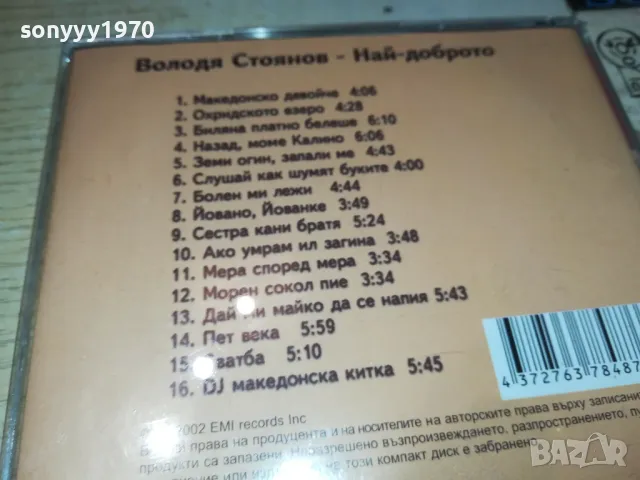 sonyyy1970
Володя Стоянов - Най-доброто
1. Македонско девойче 4:06
2. Охридското езеро 4:28
3. Биляна платно белеше 6:10
4. Назад, моме Калино 6:06
5. Земи огин, запали ме 4:43
6. Слушай как шумят буките 4:00
7. Болен ми лежи 4:44
8. Йовано, Йованке 3:49
9. Сестра кани братя 5:24
10. Ако умрам ил загина 3:48
11. Мера според мера 3:34
12. Морен сокол пие 3:34
13. Дай ми майко да се напия 5:43
14. Пет века 5:59
15. Сватба 5:10
16. DJ македонска китка 5:45
4 372763 78487
2002 EMI records Inc
права на продуцента и на носителите на авторските права върху записани
продукти са запазени. Неразрешено възпроизвеждане, разпространението,
този компакт диск е забранено.
bazar.bg